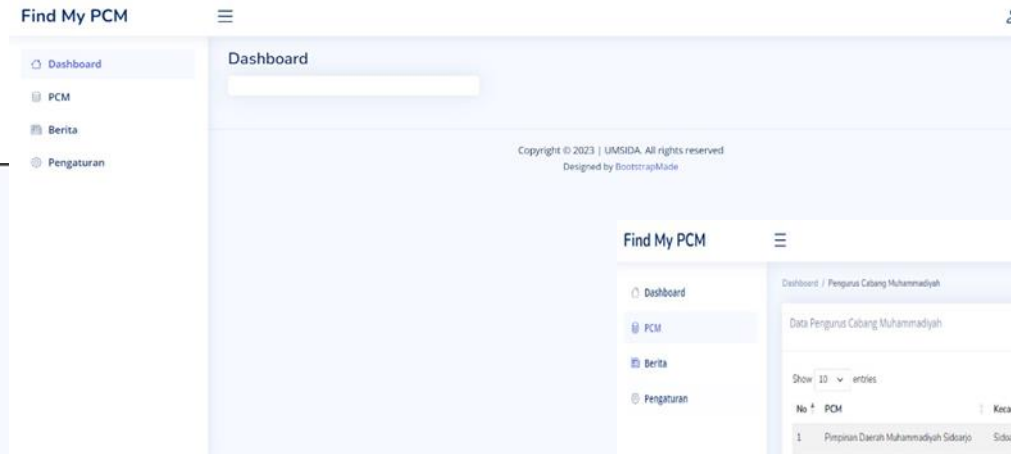 Find My PCM
Dashboard
PCM
Berita
Pengaturan
Dashboard
Copyright © 2023 | UMSIDA. All rights reserved
Designed by BootstrapMade
Find My PCM
Dashboard
PCM
Berita
Pengaturan
Dashboard / Pengurus Cabang Muhammadiyah
Data Pengurus Cabang Muhammadiyah
Show 10 entries
No PCM Keca
1 Pimpinan Daerah Muhammadiyah Sidoarjo Sidoa